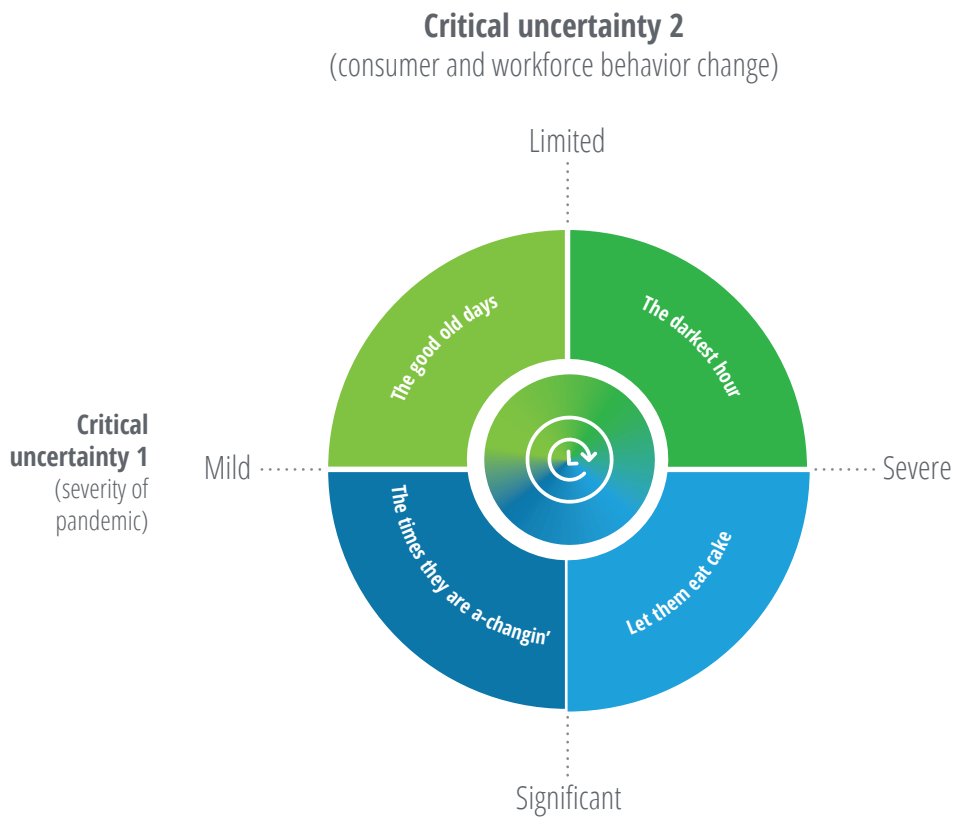 Critical uncertainty 2
(consumer and workforce behavior change)
Limited
The good old days
The darkest hour
Critical
uncertainty 1
(severity of
pandemic)
Mild
Severe
The times they are a-changin’
Let them eat cake
Significant